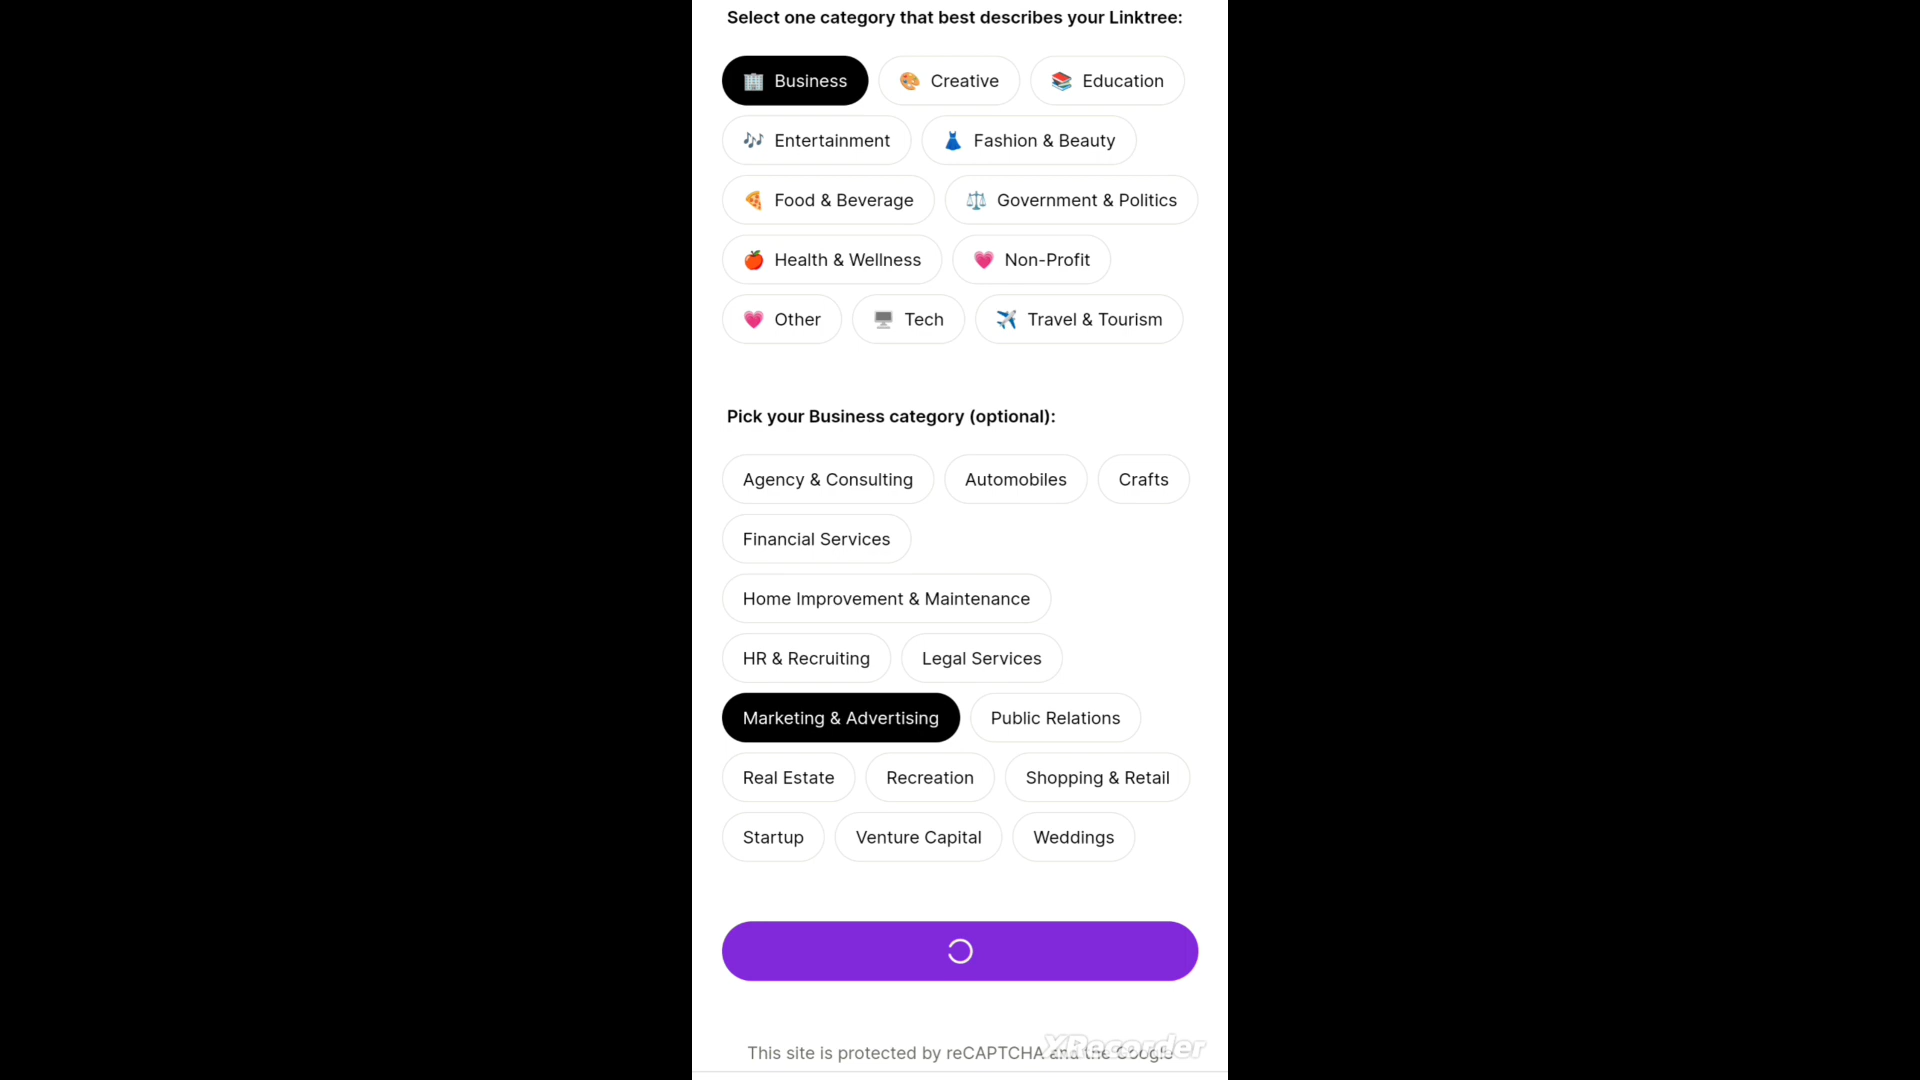 Select one category that best describes your Linktree:
Business Creative Education
Entertainment Fashion & Beauty
Food & Beverage Government & Politics
Health & Wellness Non-Profit
Other Tech Travel & Tourism
Pick your Business category (optional):
Agency & Consulting Automobiles Crafts
Financial Services
Home Improvement & Maintenance
HR & Recruiting Legal Services
Marketing & Advertising Public Relations
Real Estate Recreation Shopping & Retail
Startup Venture Capital Weddings
This site is protected by reCAPTCHA and the Google
XRecorder